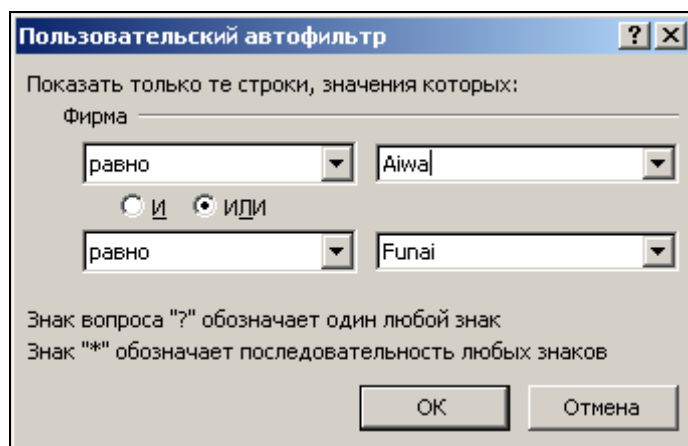 Пользовательский автофильтр
Показать только те строки, значения которых:
Фирма
равно Aiwa
И ИЛИ
равно Funai
Знак вопроса "?" обозначает один любой знак
Знак "*" обозначает последовательность любых знаков
ОК Отмена